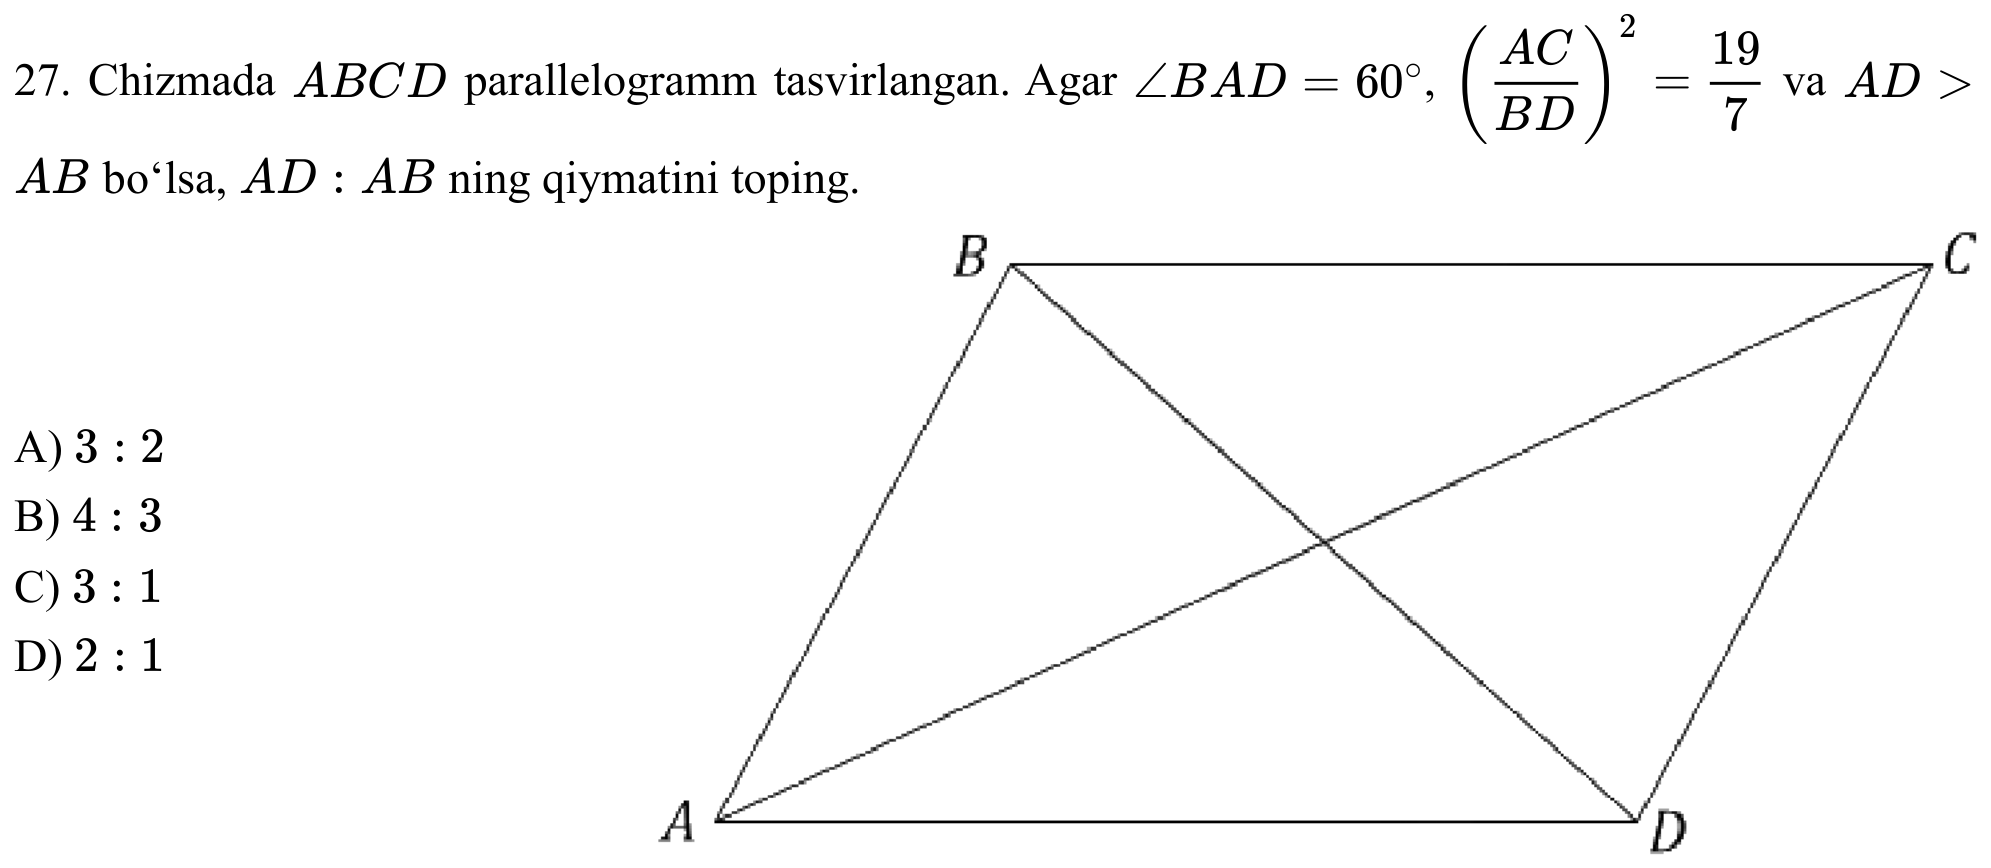 27. Chizmada ABCD parallelogramm tasvirlangan. Agar ∠BAD = 60°, (AC/BD)² = 19/7 va AD >
AB bo‘lsa, AD : AB ning qiymatini toping.
B
C
A) 3 : 2
B) 4 : 3
C) 3 : 1
D) 2 : 1
A
D